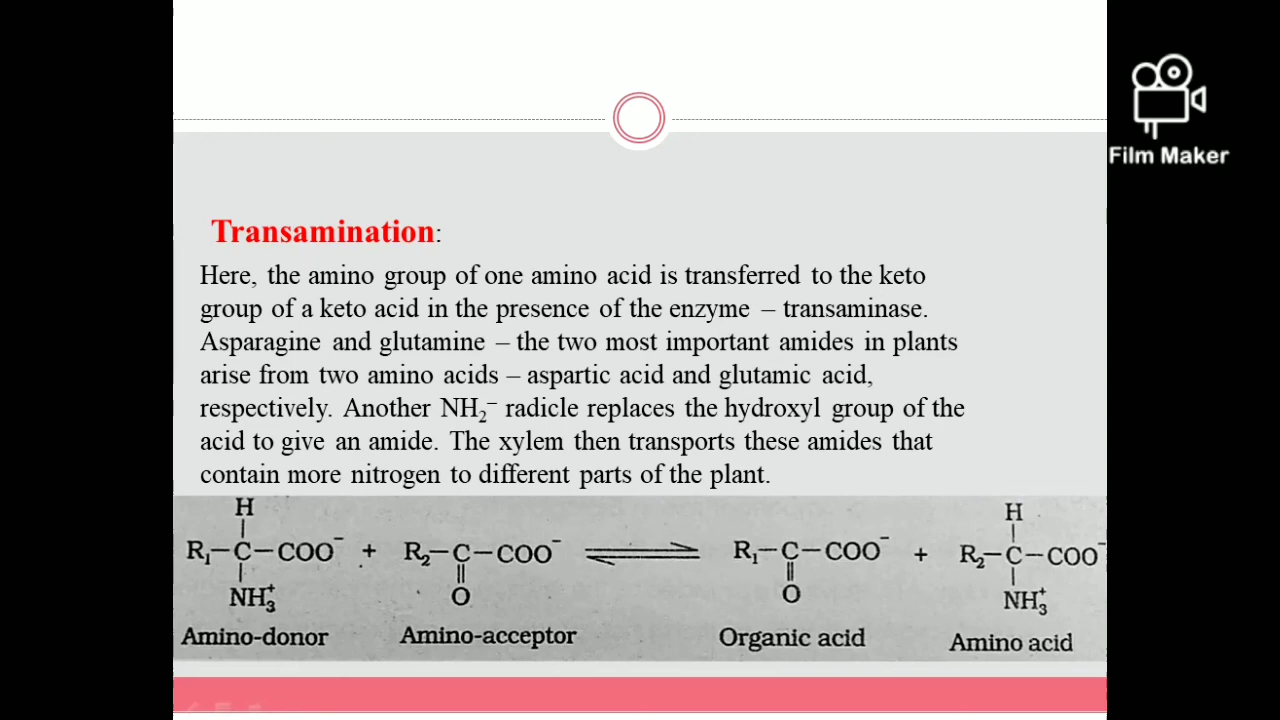 Film Maker
Transamination:
Here, the amino group of one amino acid is transferred to the keto
group of a keto acid in the presence of the enzyme – transaminase.
Asparagine and glutamine – the two most important amides in plants
arise from two amino acids – aspartic acid and glutamic acid,
respectively. Another NH₂⁻ radicle replaces the hydroxyl group of the
acid to give an amide. The xylem then transports these amides that
contain more nitrogen to different parts of the plant.
H H
R₁–C–COO⁻ + R₂–C–COO⁻ ⇌ R₁–C–COO⁻ + R₂–C–COO⁻
NH₃⁺ O O NH₃⁺
Amino-donor Amino-acceptor Organic acid Amino acid